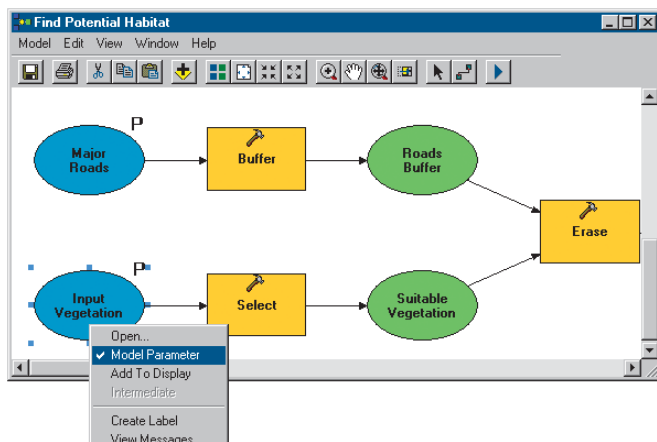 Find Potential Habitat
Model Edit View Window Help
P
Major
Roads
Buffer
Roads
Buffer
Erase
P
Input
Vegetation
Select
Suitable
Vegetation
Open...
Model Parameter
Add To Display
Intermediate
Create Label
View Messages